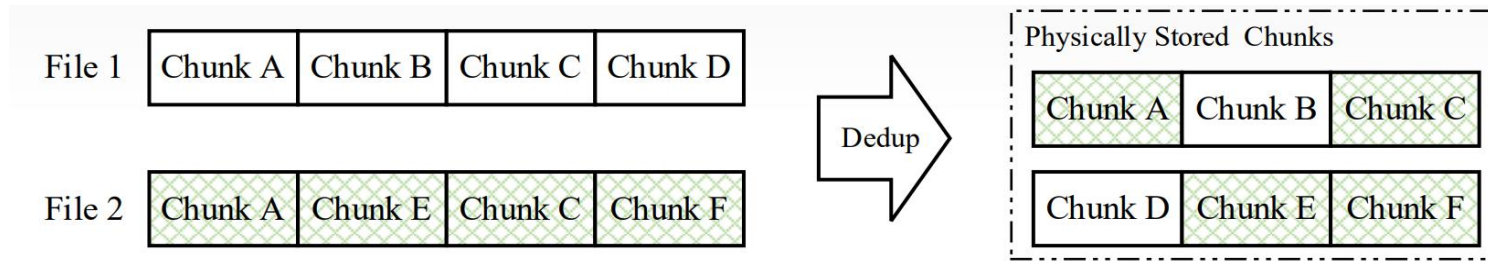 File 1 Chunk A Chunk B Chunk C Chunk D
File 2 Chunk A Chunk E Chunk C Chunk F
Dedup
Physically Stored Chunks
Chunk A Chunk B Chunk C
Chunk D Chunk E Chunk F